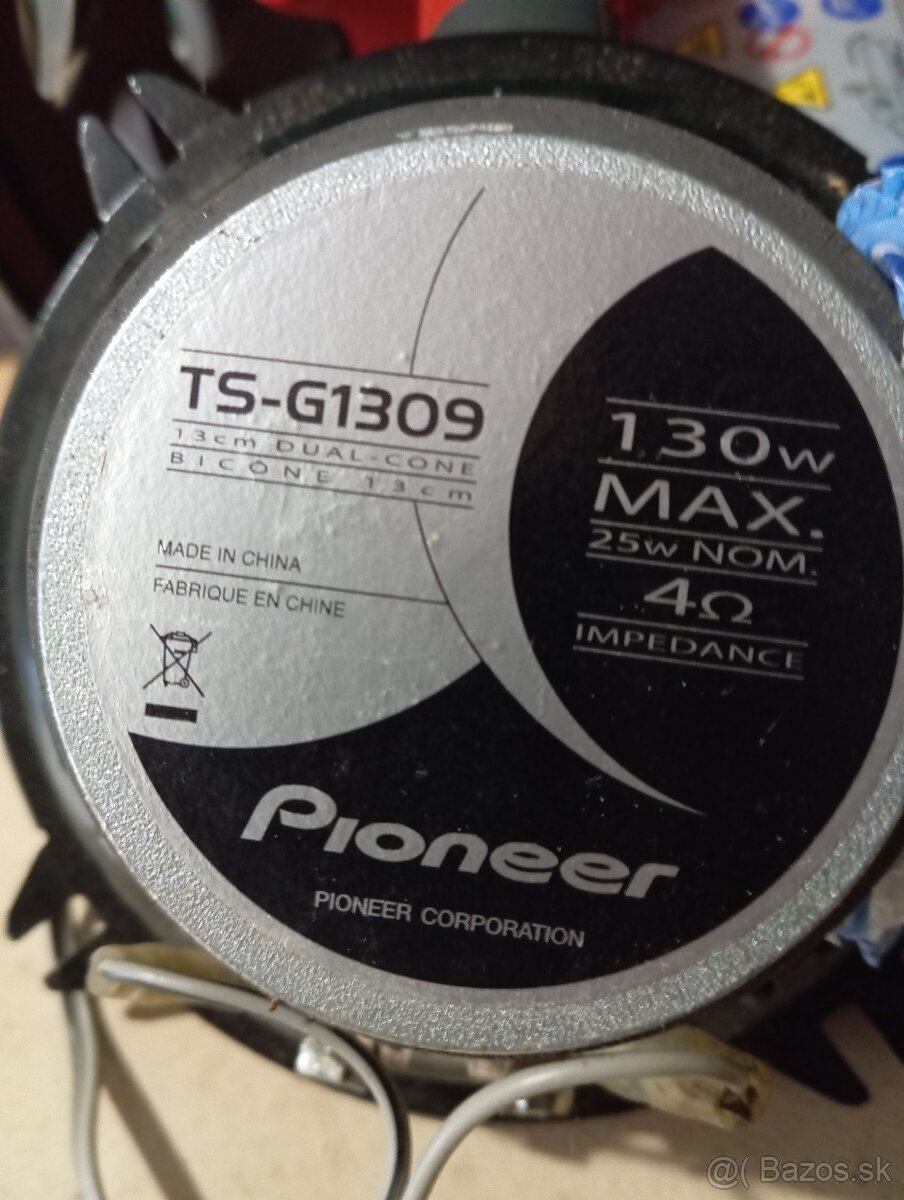 TS-G1309
13cm DUAL-CONE
BICÔNE 13cm
MADE IN CHINA
FABRIQUE EN CHINE
130W
MAX.
25W NOM.
4Ω
IMPEDANCE
Pioneer
PIONEER CORPORATION
@( Bazos.sk